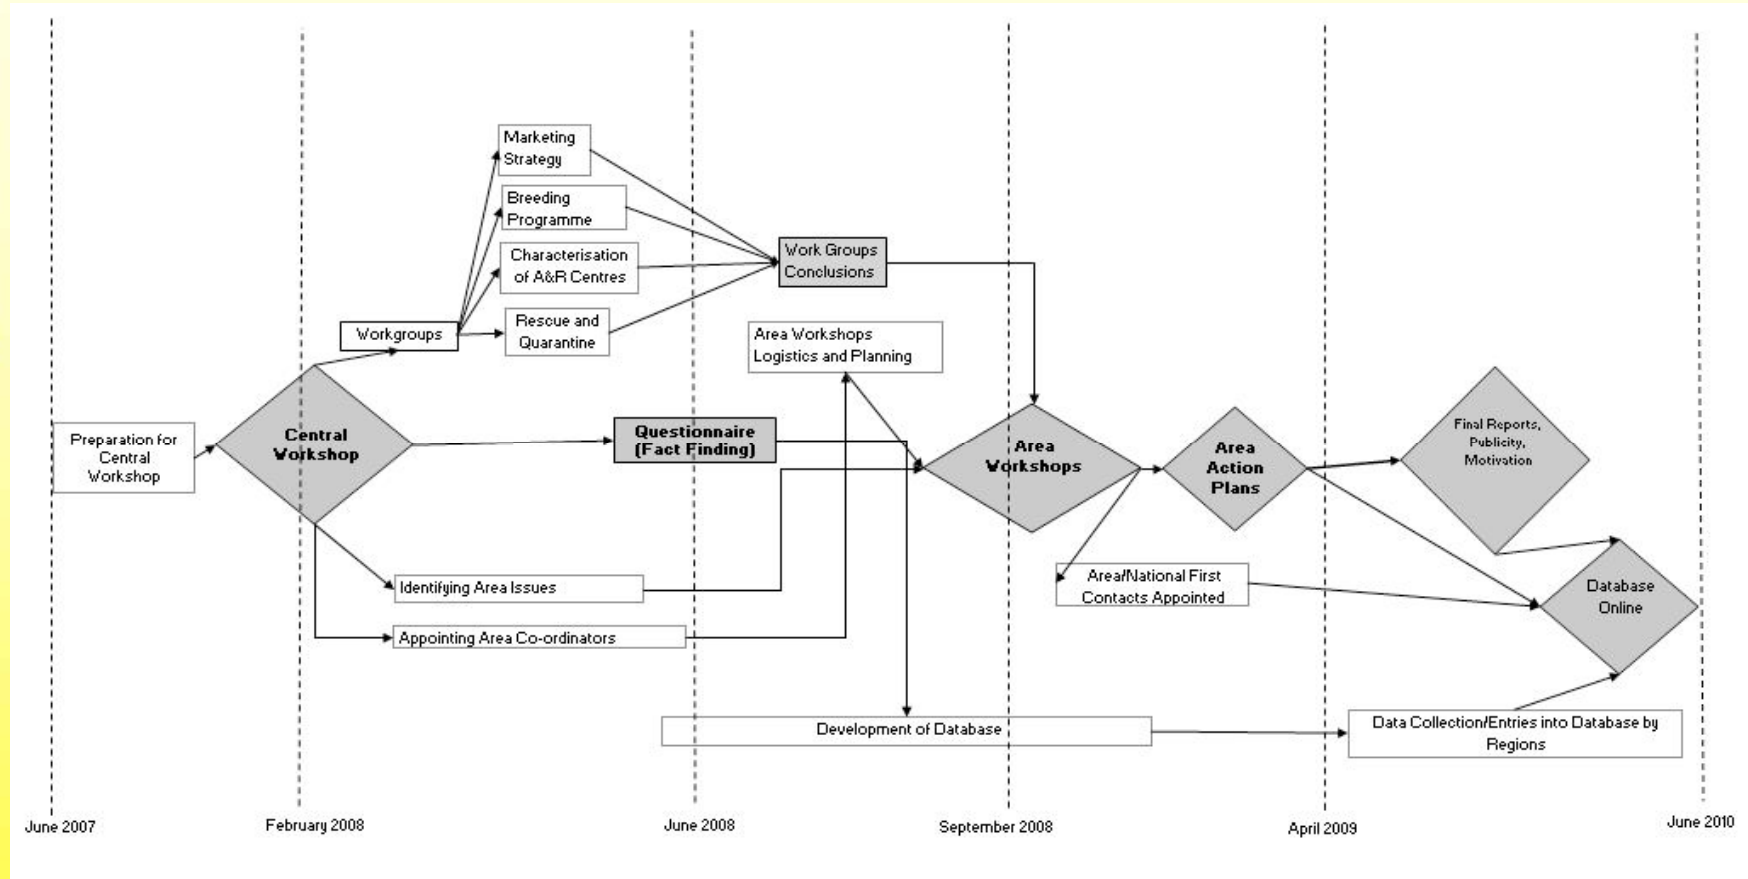 Marketing
Strategy
Breeding
Programme
Characterisation
of A&R Centres
Rescue and
Quarantine
Workgroups
Work Groups
Conclusions
Area Workshops
Logistics and Planning
Preparation for
Central
Workshop
Central
Workshop
Questionnaire
(Fact Finding)
Area
Workshops
Area
Action
Plans
Final Reports,
Publicity,
Motivation
Identifying Area Issues
Appointing Area Co-ordinators
Area/National First
Contacts Appointed
Database
Online
Development of Database
Data Collection/Entries into Database by
Regions
June 2007
February 2008
June 2008
September 2008
April 2009
June 2010